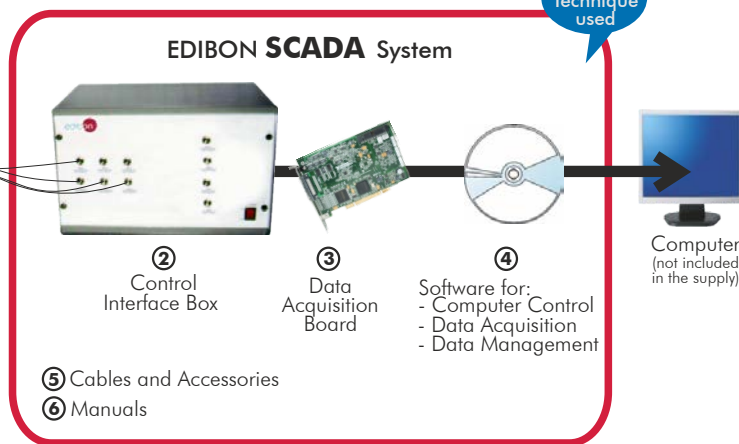 technique
used
EDIBON SCADA System
edibon
2
Control
Interface Box
3
Data
Acquisition
Board
4
Software for:
- Computer Control
- Data Acquisition
- Data Management
Computer
(not included
in the supply)
5 Cables and Accessories
6 Manuals